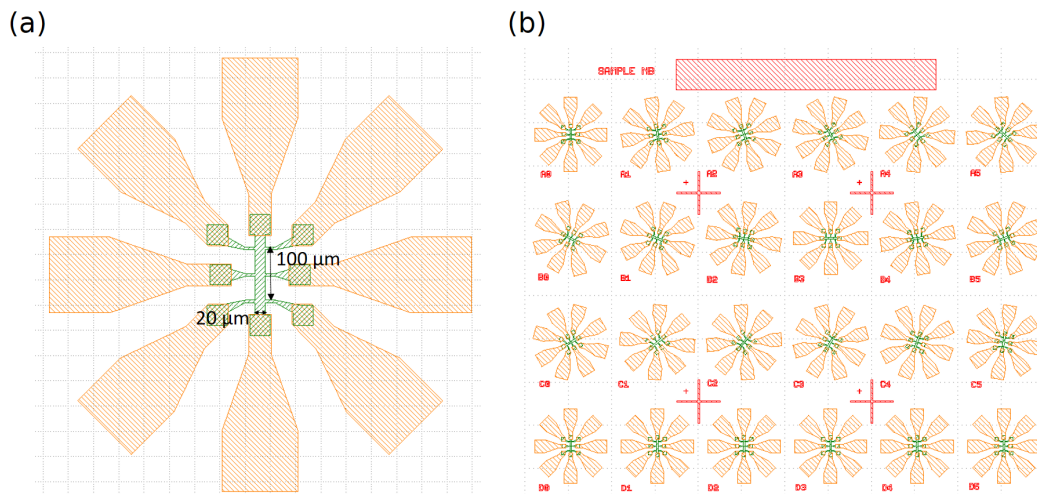 (a)
100 µm
20 µm
(b)
SAMPLE MB
A0 A1 A2 A3 A4 A5
B0 B1 B2 B3 B4 B5
C0 C1 C2 C3 C4 C5
D0 D1 D2 D3 D4 D5